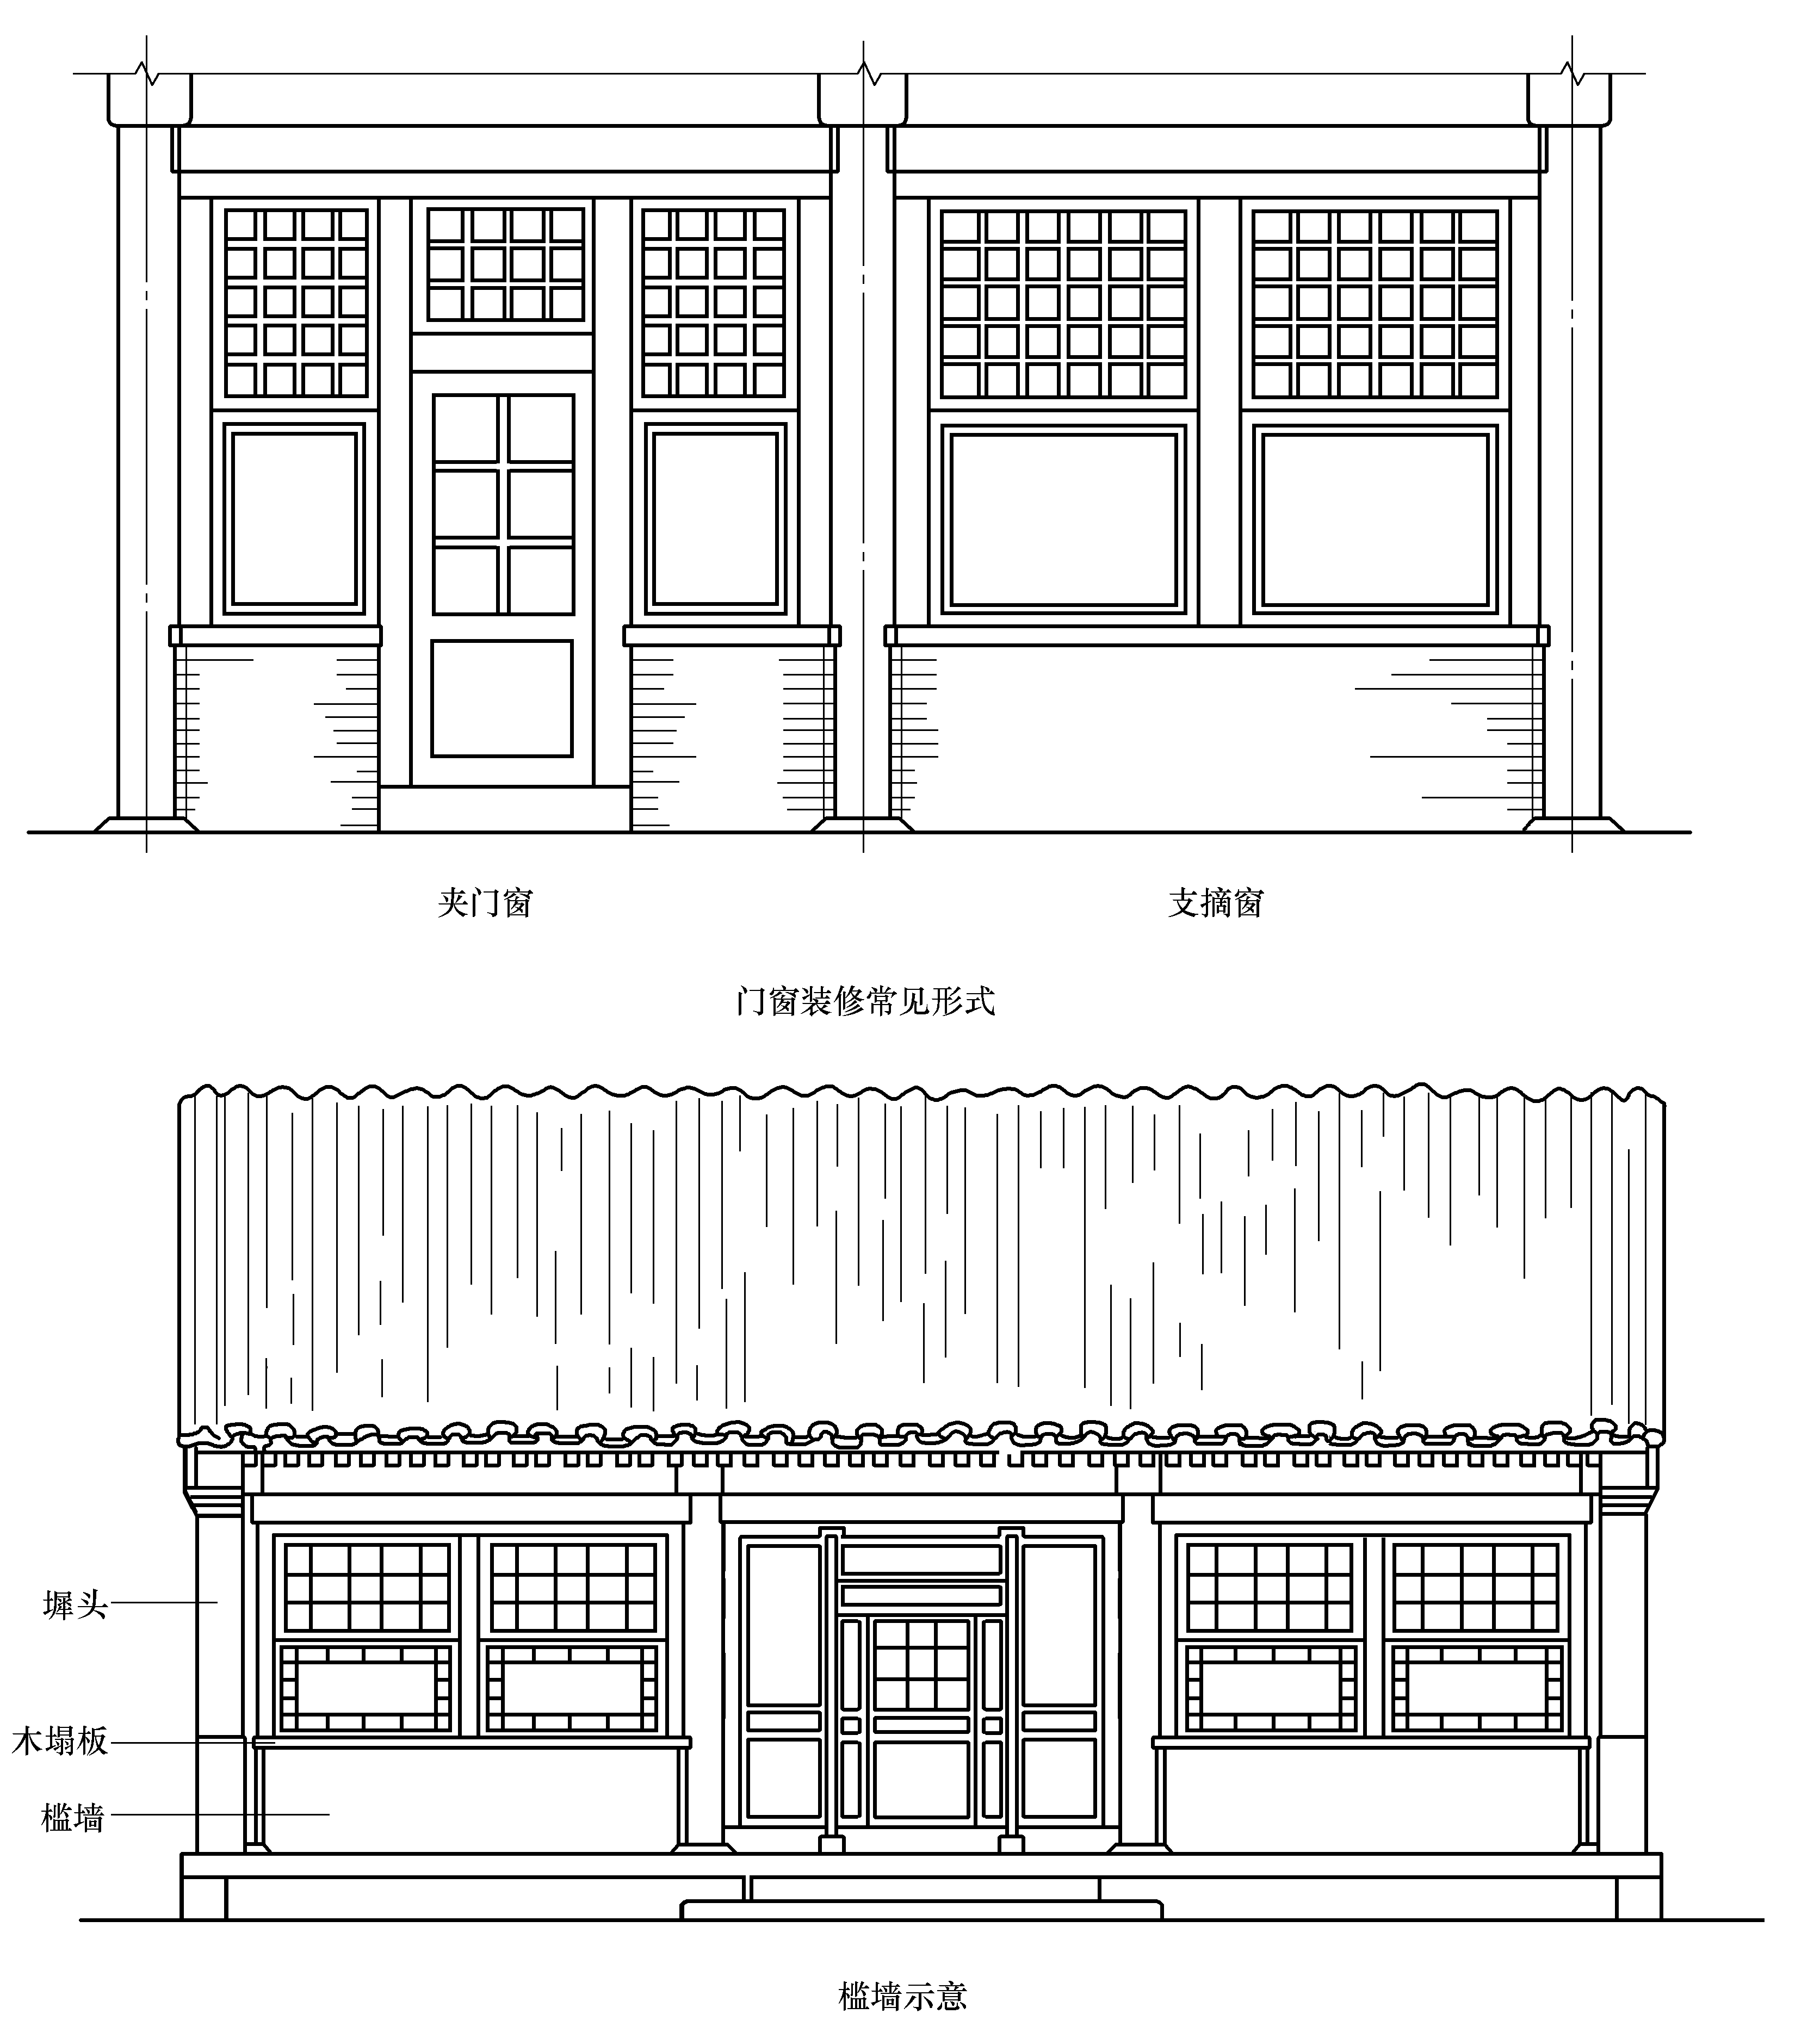 夹门窗
支摘窗
门窗装修常见形式
墀头
木塌板
槛墙
槛墙示意